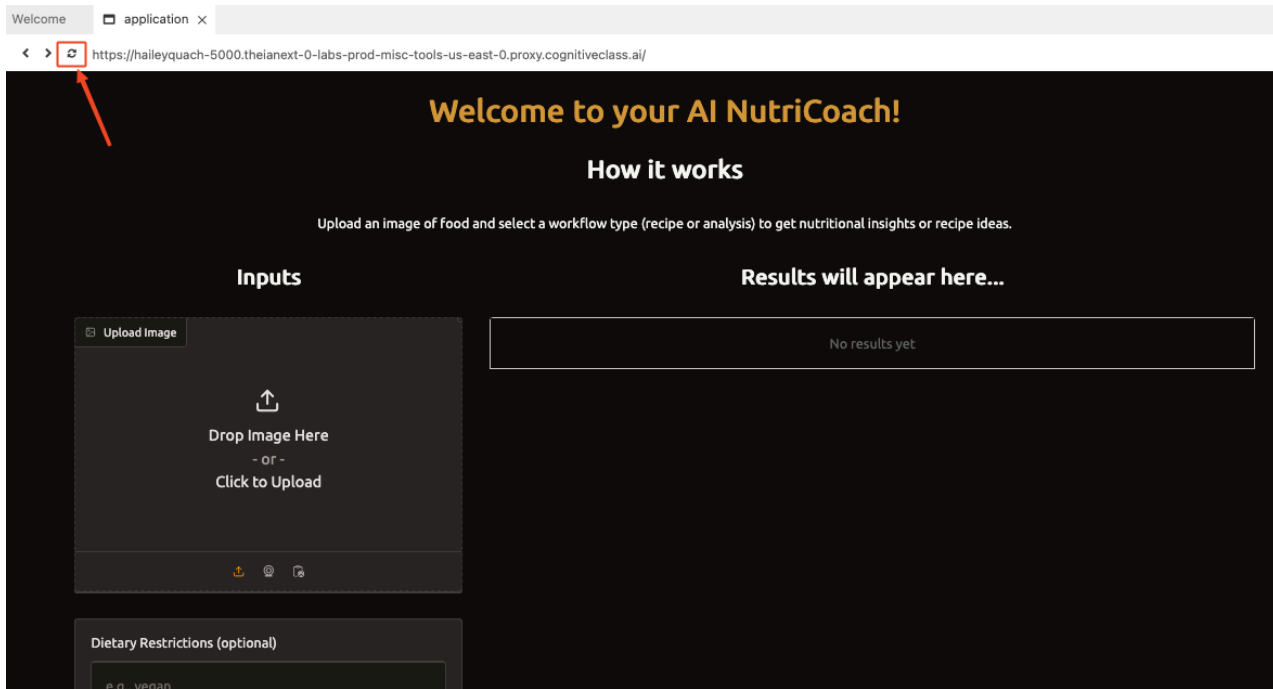 Welcome
application
https://haileyquach-5000.theianext-0-labs-prod-misc-tools-us-east-0.proxy.cognitiveclass.ai/
Welcome to your AI NutriCoach!
How it works
Upload an image of food and select a workflow type (recipe or analysis) to get nutritional insights or recipe ideas.
Inputs
Results will appear here...
Upload Image
No results yet
Drop Image Here
- or -
Click to Upload
Dietary Restrictions (optional)
e.g., vegan